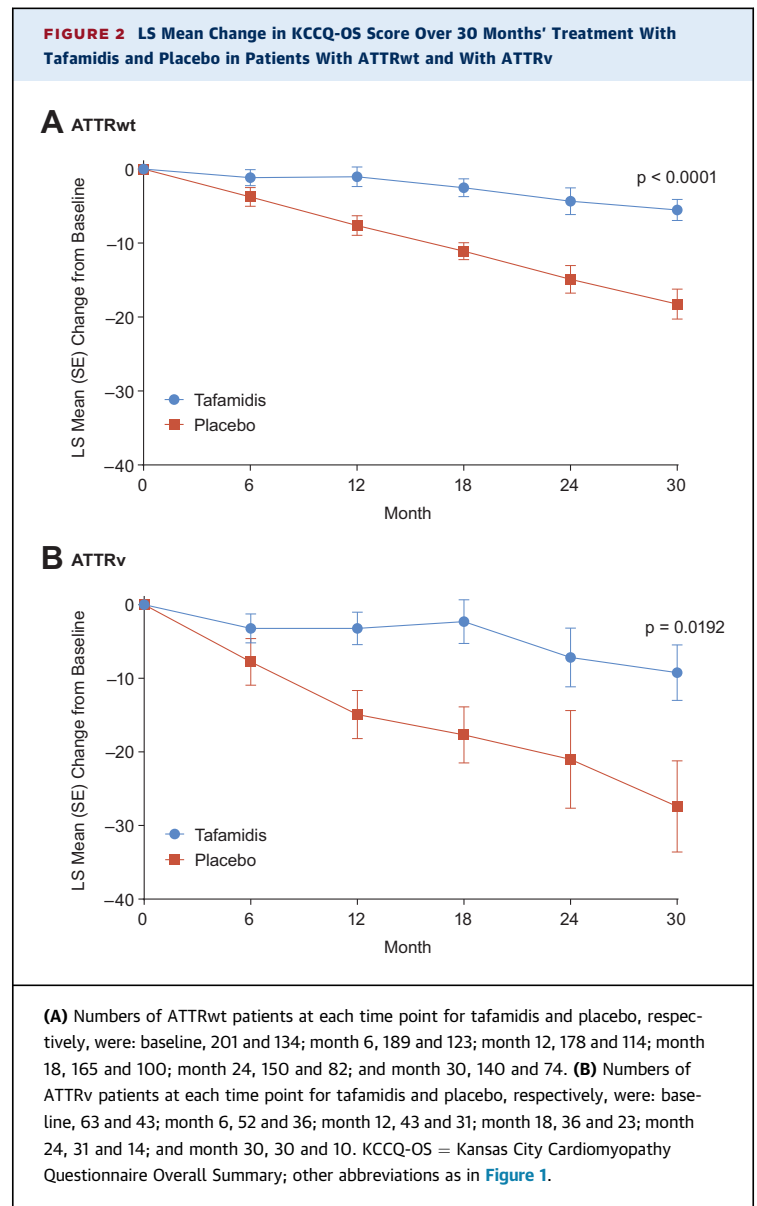 FIGURE 2 LS Mean Change in KCCQ-OS Score Over 30 Months' Treatment With
Tafamidis and Placebo in Patients With ATTRwt and With ATTRv
A ATTRwt
LS Mean (SE) Change from Baseline
0
–10
–20
–30
–40
p < 0.0001
Tafamidis
Placebo
0 6 12 18 24 30
Month
B ATTRv
LS Mean (SE) Change from Baseline
0
–10
–20
–30
–40
p = 0.0192
Tafamidis
Placebo
0 6 12 18 24 30
Month
(A) Numbers of ATTRwt patients at each time point for tafamidis and placebo, respec-
tively, were: baseline, 201 and 134; month 6, 189 and 123; month 12, 178 and 114; month
18, 165 and 100; month 24, 150 and 82; and month 30, 140 and 74. (B) Numbers of
ATTRv patients at each time point for tafamidis and placebo, respectively, were: base-
line, 63 and 43; month 6, 52 and 36; month 12, 43 and 31; month 18, 36 and 23; month
24, 31 and 14; and month 30, 30 and 10. KCCQ-OS = Kansas City Cardiomyopathy
Questionnaire Overall Summary; other abbreviations as in Figure 1.